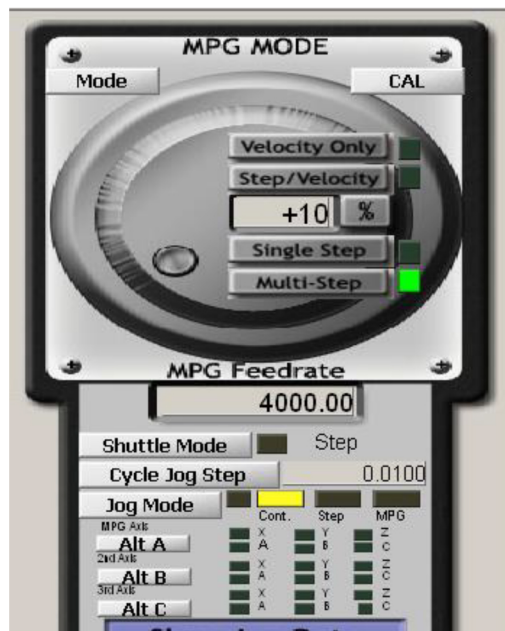 MPG MODE
Mode CAL
Velocity Only
Step/Velocity
+10 %
Single Step
Multi-Step
MPG Feedrate
4000.00
Shuttle Mode Step
Cycle Jog Step 0.0100
Jog Mode
Cont. Step MPG
MPG Axis
X Y Z
Alt A A B C
2nd Axis
X Y Z
Alt B A B C
3rd Axis
X Y Z
Alt C A B C